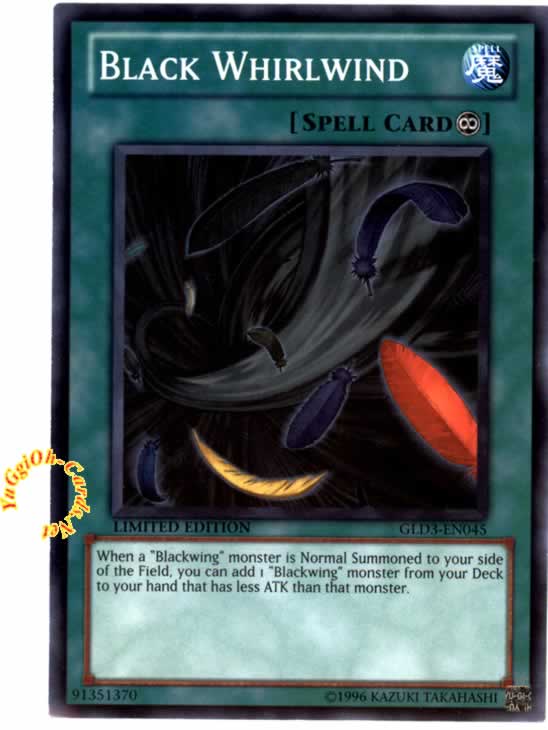 BLACK WHIRLWIND
SPELL
魔
[SPELL CARD]
LIMITED EDITION
GLD3-EN045
When a "Blackwing" monster is Normal Summoned to your side
of the Field, you can add 1 "Blackwing" monster from your Deck
to your hand that has less ATK than that monster.
91351370
©1996 KAZUKI TAKAHASHI
YuGgiOh-Cards.Net